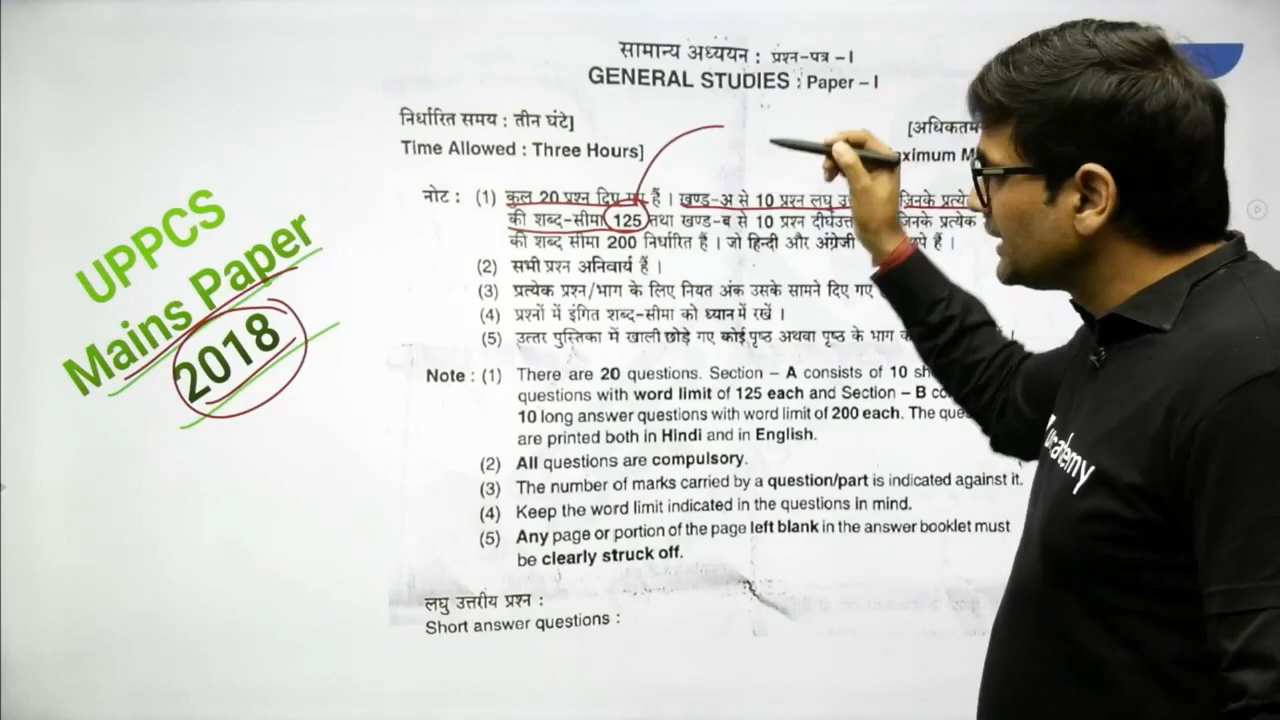 सामान्य अध्ययन : प्रश्न-पत्र – I
GENERAL STUDIES : Paper – I
निर्धारित समय : तीन घंटे]
[अधिकतम
Time Allowed : Three Hours]
UPPCS
Mains Paper
2018
नोट : (1) कुल 20 प्रश्न दिए गए हैं । खण्ड-अ से 10 प्रश्न लघु जिनके
की शब्द-सीमा 125 तथा खण्ड-ब से 10 प्रश्न जिनके प्रत्येक
की शब्द सीमा 200 निर्धारित है । जो हिन्दी और अंग्रेजी हैं ।
(2) सभी प्रश्न अनिवार्य हैं ।
(3) प्रत्येक प्रश्न/भाग के लिए नियत अंक उसके सामने दिए गए
(4) प्रश्नों में इंगित शब्द-सीमा को ध्यान में रखें ।
(5) उत्तर पुस्तिका में खाली छोड़े गए कोई पृष्ठ अथवा पृष्ठ के भाग
Note : (1) There are 20 questions. Section – A consists of 10
questions with word limit of 125 each and Section – B
10 long answer questions with word limit of 200 each. The
are printed both in Hindi and in English.
(2) All questions are compulsory.
(3) The number of marks carried by a question/part is indicated against it.
(4) Keep the word limit indicated in the questions in mind.
(5) Any page or portion of the page left blank in the answer booklet must
be clearly struck off.
लघु उत्तरीय प्रश्न :
Short answer questions :